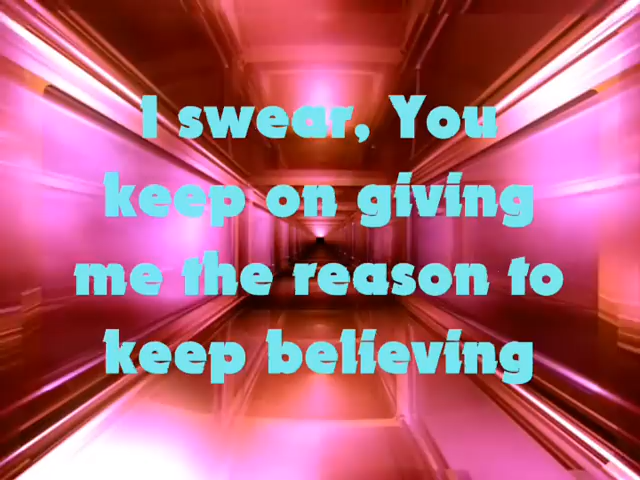 I swear, You
keep on giving
me the reason to
keep believing